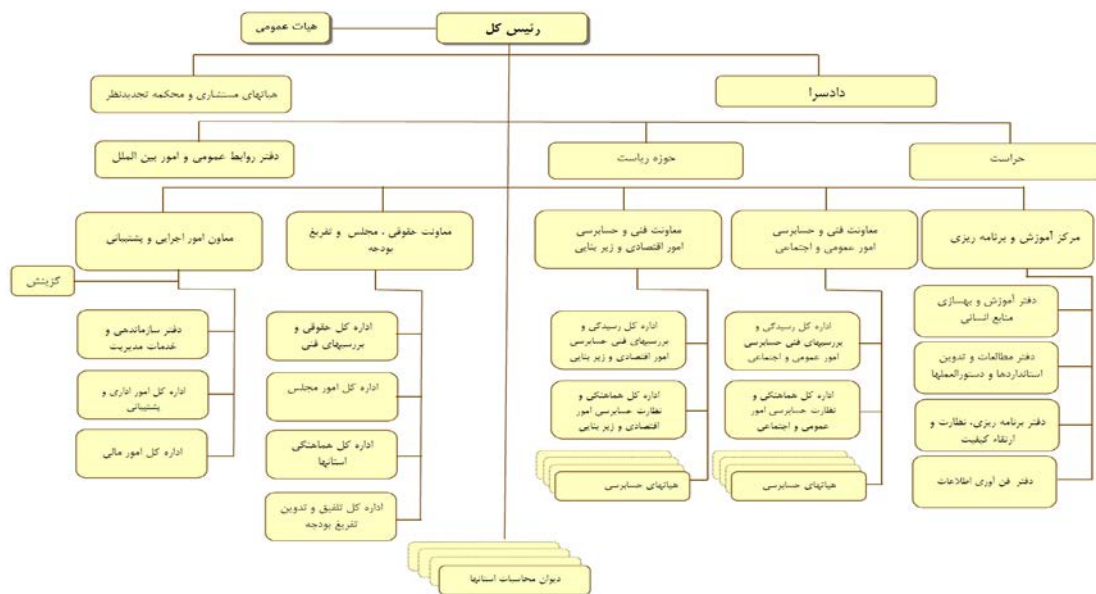 رئیس کل
هیات عمومی
دادسرا
هیاتهای مستشاری و محکمه تجدیدنظر
حراست
حوزه ریاست
دفتر روابط عمومی و امور بین الملل
مرکز آموزش و برنامه ریزی
معاونت فنی و حسابرسی
امور عمومی و اجتماعی
معاونت فنی و حسابرسی
امور اقتصادی و زیر بنایی
معاونت حقوقی ، مجلس و تفریغ
بودجه
معاون امور اجرایی و پشتیبانی
گزینش
دفتر آموزش و بهسازی
منابع انسانی
دفتر مطالعات و تدوین
استانداردها و دستورالعملها
دفتر برنامه ریزی، نظارت و
ارتقاء کیفیت
دفتر فن آوری اطلاعات
اداره کل رسیدگی و
بررسیهای فنی حسابرسی
امور عمومی و اجتماعی
اداره کل هماهنگی و
نظارت حسابرسی امور
عمومی و اجتماعی
هیاتهای حسابرسی
اداره کل رسیدگی و
بررسیهای فنی حسابرسی
امور اقتصادی و زیر بنایی
اداره کل هماهنگی و
نظارت حسابرسی امور
اقتصادی و زیر بنایی
هیاتهای حسابرسی
اداره کل حقوقی و
بررسیهای فنی
اداره کل امور مجلس
اداره کل هماهنگی
استانها
اداره کل تلفیق و تدوین
تفریغ بودجه
دفتر سازماندهی و
خدمات مدیریت
اداره کل امور اداری و
پشتیبانی
اداره کل امور مالی
دیوان محاسبات استانها